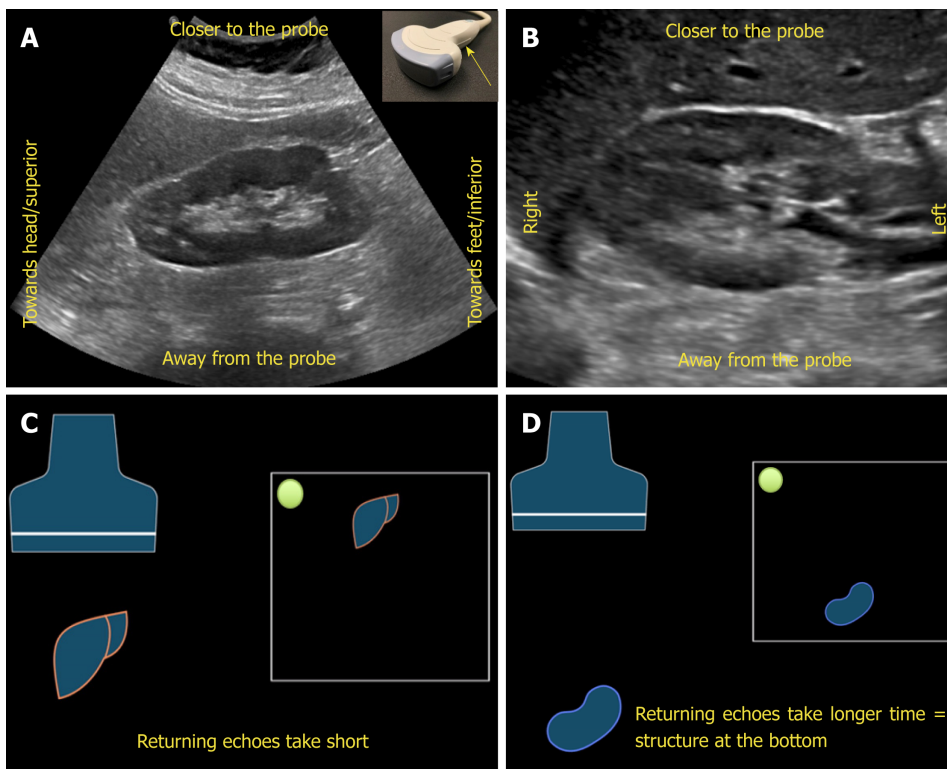 A
Closer to the probe
Towards head/superior
Towards feet/inferior
Away from the probe
B
Closer to the probe
Right
Left
Away from the probe
C
Returning echoes take short
D
Returning echoes take longer time =
structure at the bottom